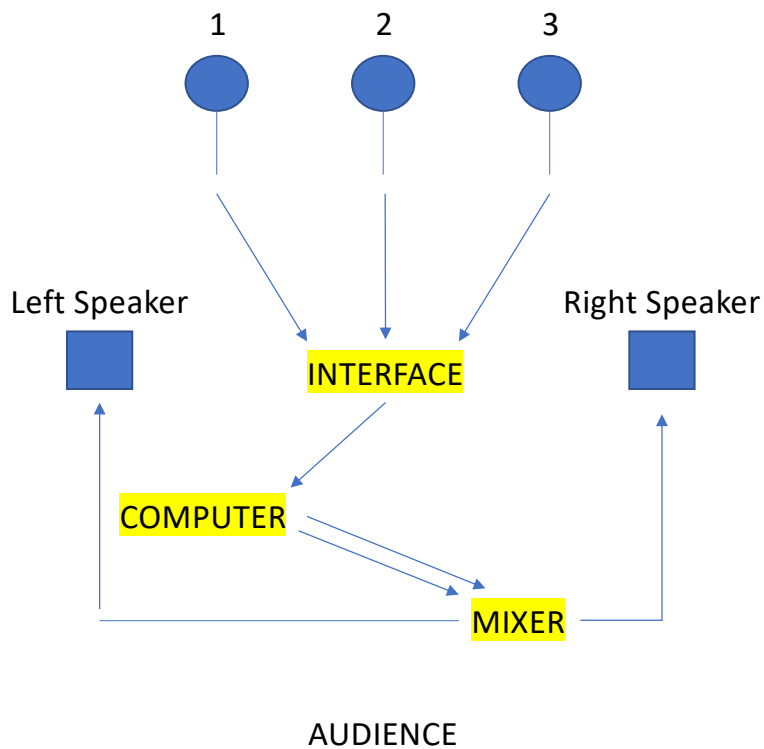 1 2 3
Left Speaker Right Speaker
INTERFACE
COMPUTER
MIXER
AUDIENCE